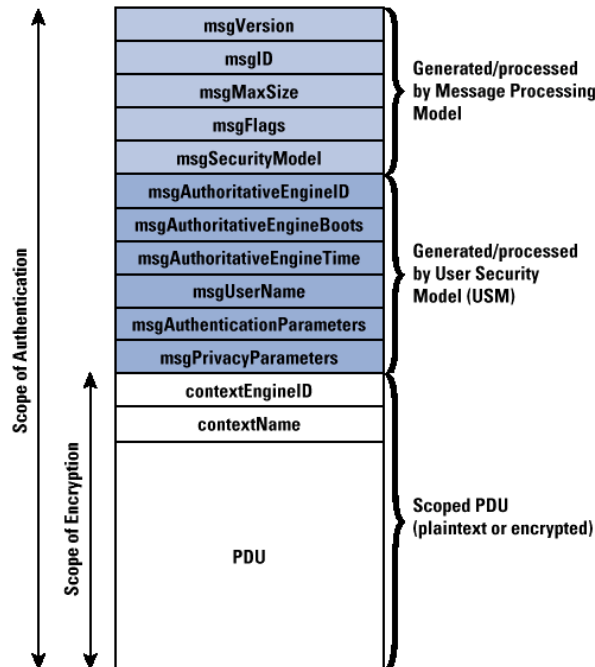 msgVersion
msgID
msgMaxSize
msgFlags
msgSecurityModel
msgAuthoritativeEngineID
msgAuthoritativeEngineBoots
msgAuthoritativeEngineTime
msgUserName
msgAuthenticationParameters
msgPrivacyParameters
contextEngineID
contextName
PDU
Generated/processed
by Message Processing
Model
Generated/processed
by User Security
Model (USM)
Scoped PDU
(plaintext or encrypted)
Scope of Authentication
Scope of Encryption